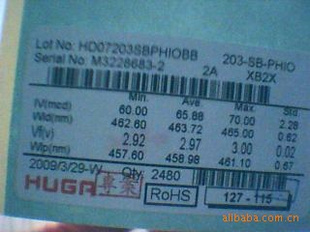 Lot No: HD07203SBPHIOBB 203-SB-PHIO
Serial No: M3228683-2 2A XB2X
Min. Ave. Max. Std
IV(mcd) 60.00 65.88 70.00 2.28
Wld(nm) 462.60 463.72 465.00 0.62
Vf(v) 2.92 2.97 3.00 0.02
Wlp(nm) 457.60 458.98 461.10 0.67
2009/3/29-W Qty: 2480
HUGA RoHS 127 - 115
alibaba.com.cn